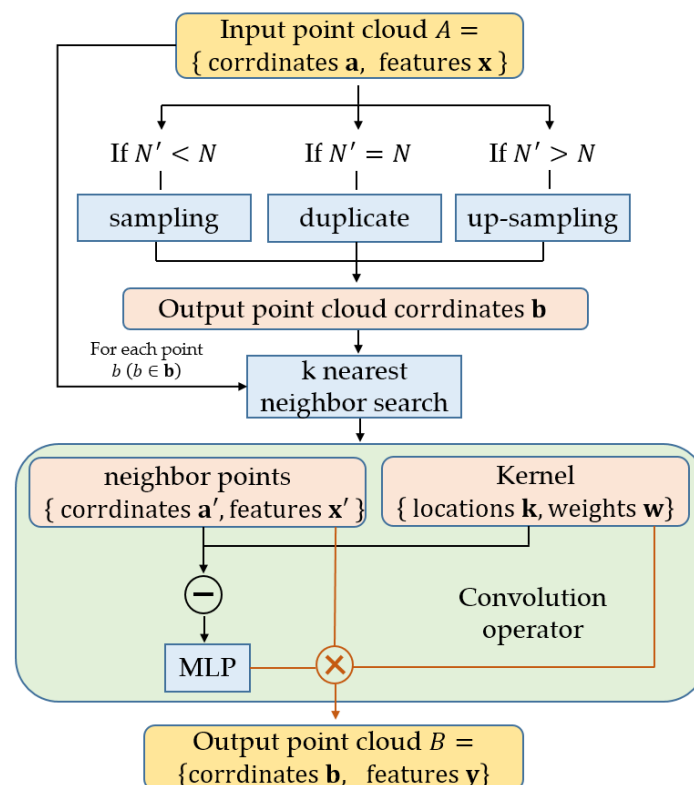 Input point cloud A =
{ corrdinates a, features x }
If N′ < N
If N′ = N
If N′ > N
sampling
duplicate
up-sampling
Output point cloud corrdinates b
For each point
b (b ∈ b)
k nearest
neighbor search
neighbor points
{ corrdinates a′, features x′ }
Kernel
{ locations k, weights w}
−
Convolution
operator
MLP
×
Output point cloud B =
{corrdinates b, features y}